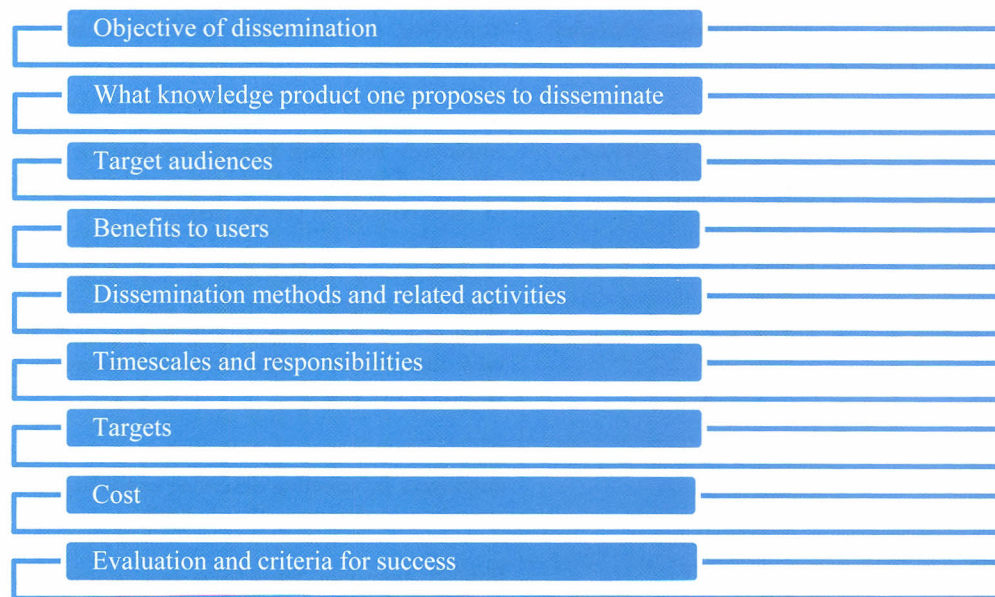 Objective of dissemination
What knowledge product one proposes to disseminate
Target audiences
Benefits to users
Dissemination methods and related activities
Timescales and responsibilities
Targets
Cost
Evaluation and criteria for success